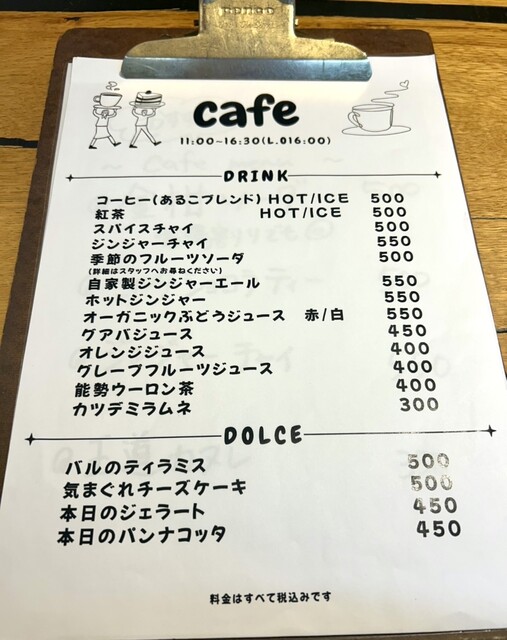 cafe
11:00~16:30(L.O16:00)
DRINK
コーヒー(あるこブレンド) HOT/ICE 500
紅茶 HOT/ICE 500
スパイスチャイ 500
ジンジャーチャイ 550
季節のフルーツソーダ 500
(詳細はスタッフへお尋ねください)
自家製ジンジャーエール 550
ホットジンジャー 550
オーガニックぶどうジュース 赤/白 550
グアバジュース 450
オレンジジュース 400
グレープフルーツジュース 400
能勢ウーロン茶 400
カツデミラムネ 300
DOLCE
バルのティラミス 500
気まぐれチーズケーキ 500
本日のジェラート 450
本日のパンナコッタ 450
料金はすべて税込みです